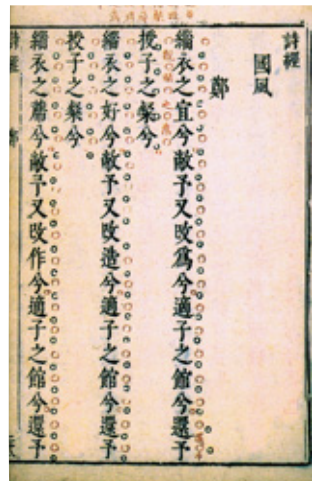 詩經
國風
鄭
緇衣之宜兮敝予又改爲兮適子之館兮還予
授子之粲兮
緇衣之好兮敝予又改造兮適子之館兮還予
授子之粲兮
緇衣之蓆兮敝予又改作兮適子之館兮還予
詩經